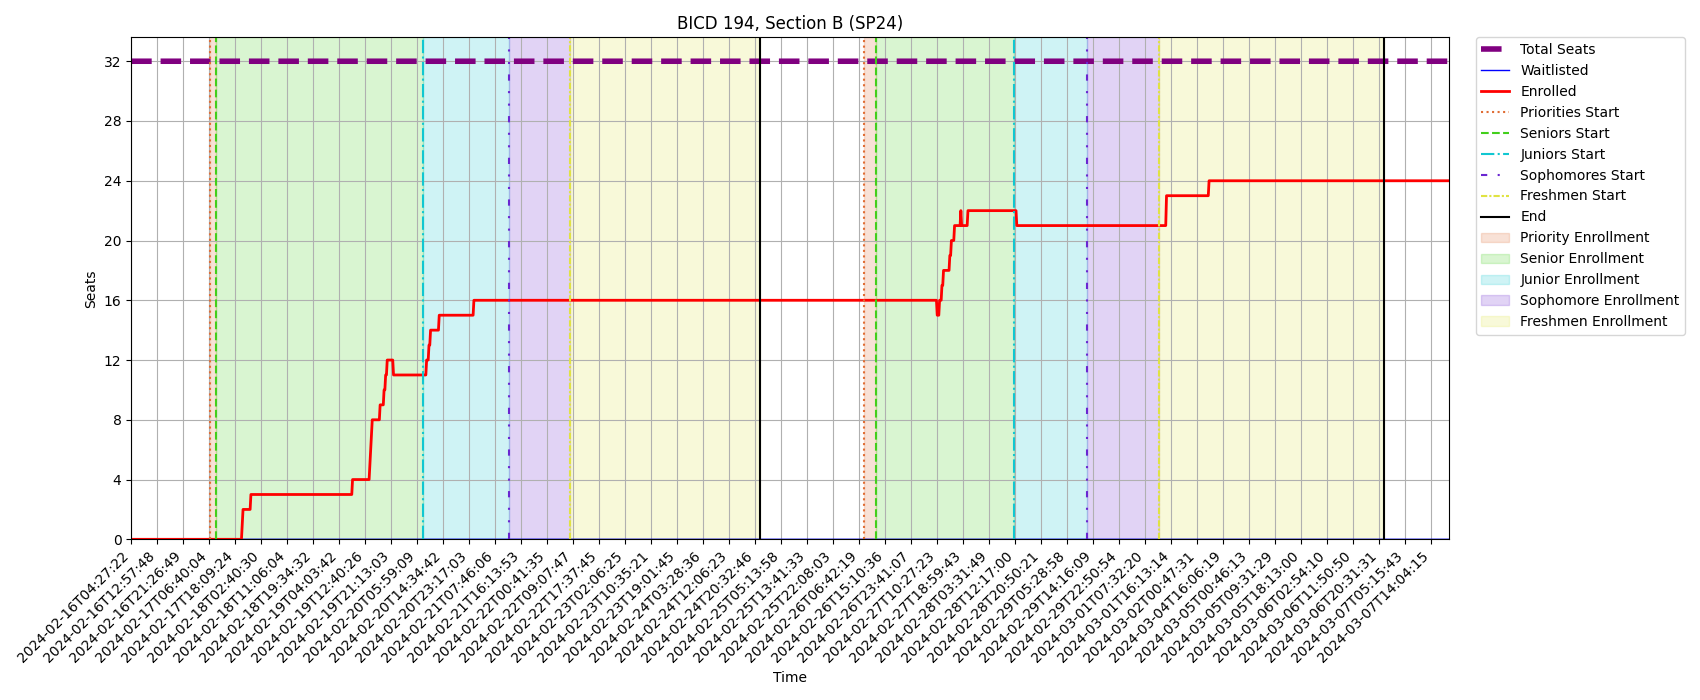 BICD 194, Section B (SP24)
Total Seats
Waitlisted
Enrolled
Priorities Start
Seniors Start
Juniors Start
Sophomores Start
Freshmen Start
End
Priority Enrollment
Senior Enrollment
Junior Enrollment
Sophomore Enrollment
Freshmen Enrollment
Seats
32
28
24
20
16
12
8
4
0
2024-02-16T04:27:22
2024-02-16T12:57:48
2024-02-16T21:26:49
2024-02-17T06:40:04
2024-02-17T18:09:24
2024-02-18T02:40:30
2024-02-18T11:06:04
2024-02-18T19:34:32
2024-02-19T04:03:42
2024-02-19T12:40:26
2024-02-19T21:13:03
2024-02-20T05:59:09
2024-02-20T14:34:42
2024-02-20T23:17:03
2024-02-21T07:46:06
2024-02-21T16:13:53
2024-02-22T00:41:35
2024-02-22T09:07:47
2024-02-22T17:37:45
2024-02-23T02:06:25
2024-02-23T10:35:21
2024-02-23T19:01:45
2024-02-24T03:28:36
2024-02-24T12:06:23
2024-02-24T20:32:46
2024-02-25T05:13:58
2024-02-25T13:41:33
2024-02-25T22:08:03
2024-02-26T06:42:19
2024-02-26T15:10:36
2024-02-26T23:41:07
2024-02-27T10:27:23
2024-02-27T18:59:43
2024-02-28T03:31:49
2024-02-28T12:17:00
2024-02-28T20:50:21
2024-02-29T05:28:58
2024-02-29T14:16:09
2024-02-29T22:50:54
2024-03-01T07:32:20
2024-03-01T16:13:14
2024-03-02T00:47:31
2024-03-04T16:06:19
2024-03-05T00:46:13
2024-03-05T09:31:29
2024-03-05T18:13:00
2024-03-06T02:54:10
2024-03-06T11:50:50
2024-03-06T20:31:31
2024-03-07T05:15:43
2024-03-07T14:04:15
Time